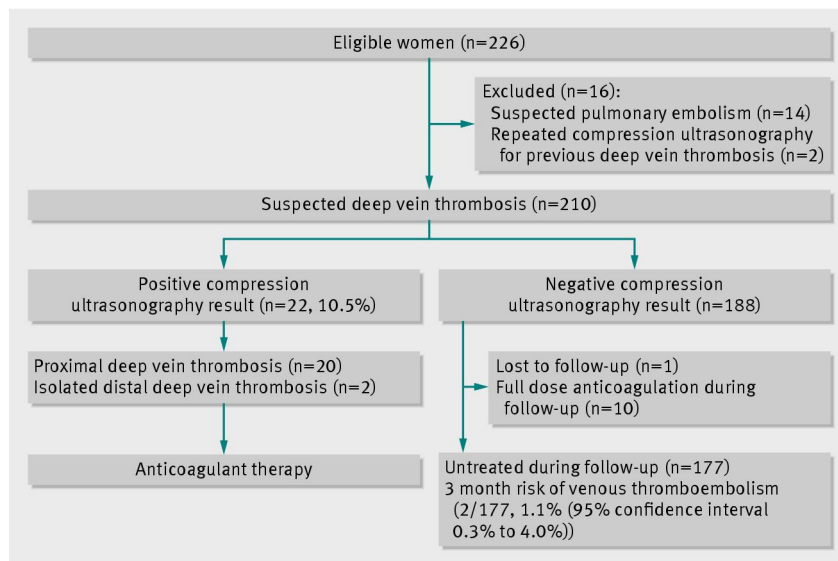 Eligible women (n=226)
Excluded (n=16):
Suspected pulmonary embolism (n=14)
Repeated compression ultrasonography
for previous deep vein thrombosis (n=2)
Suspected deep vein thrombosis (n=210)
Positive compression
ultrasonography result (n=22, 10.5%)
Negative compression
ultrasonography result (n=188)
Proximal deep vein thrombosis (n=20)
Isolated distal deep vein thrombosis (n=2)
Lost to follow-up (n=1)
Full dose anticoagulation during
follow-up (n=10)
Anticoagulant therapy
Untreated during follow-up (n=177)
3 month risk of venous thromboembolism
(2/177, 1.1% (95% confidence interval
0.3% to 4.0%))